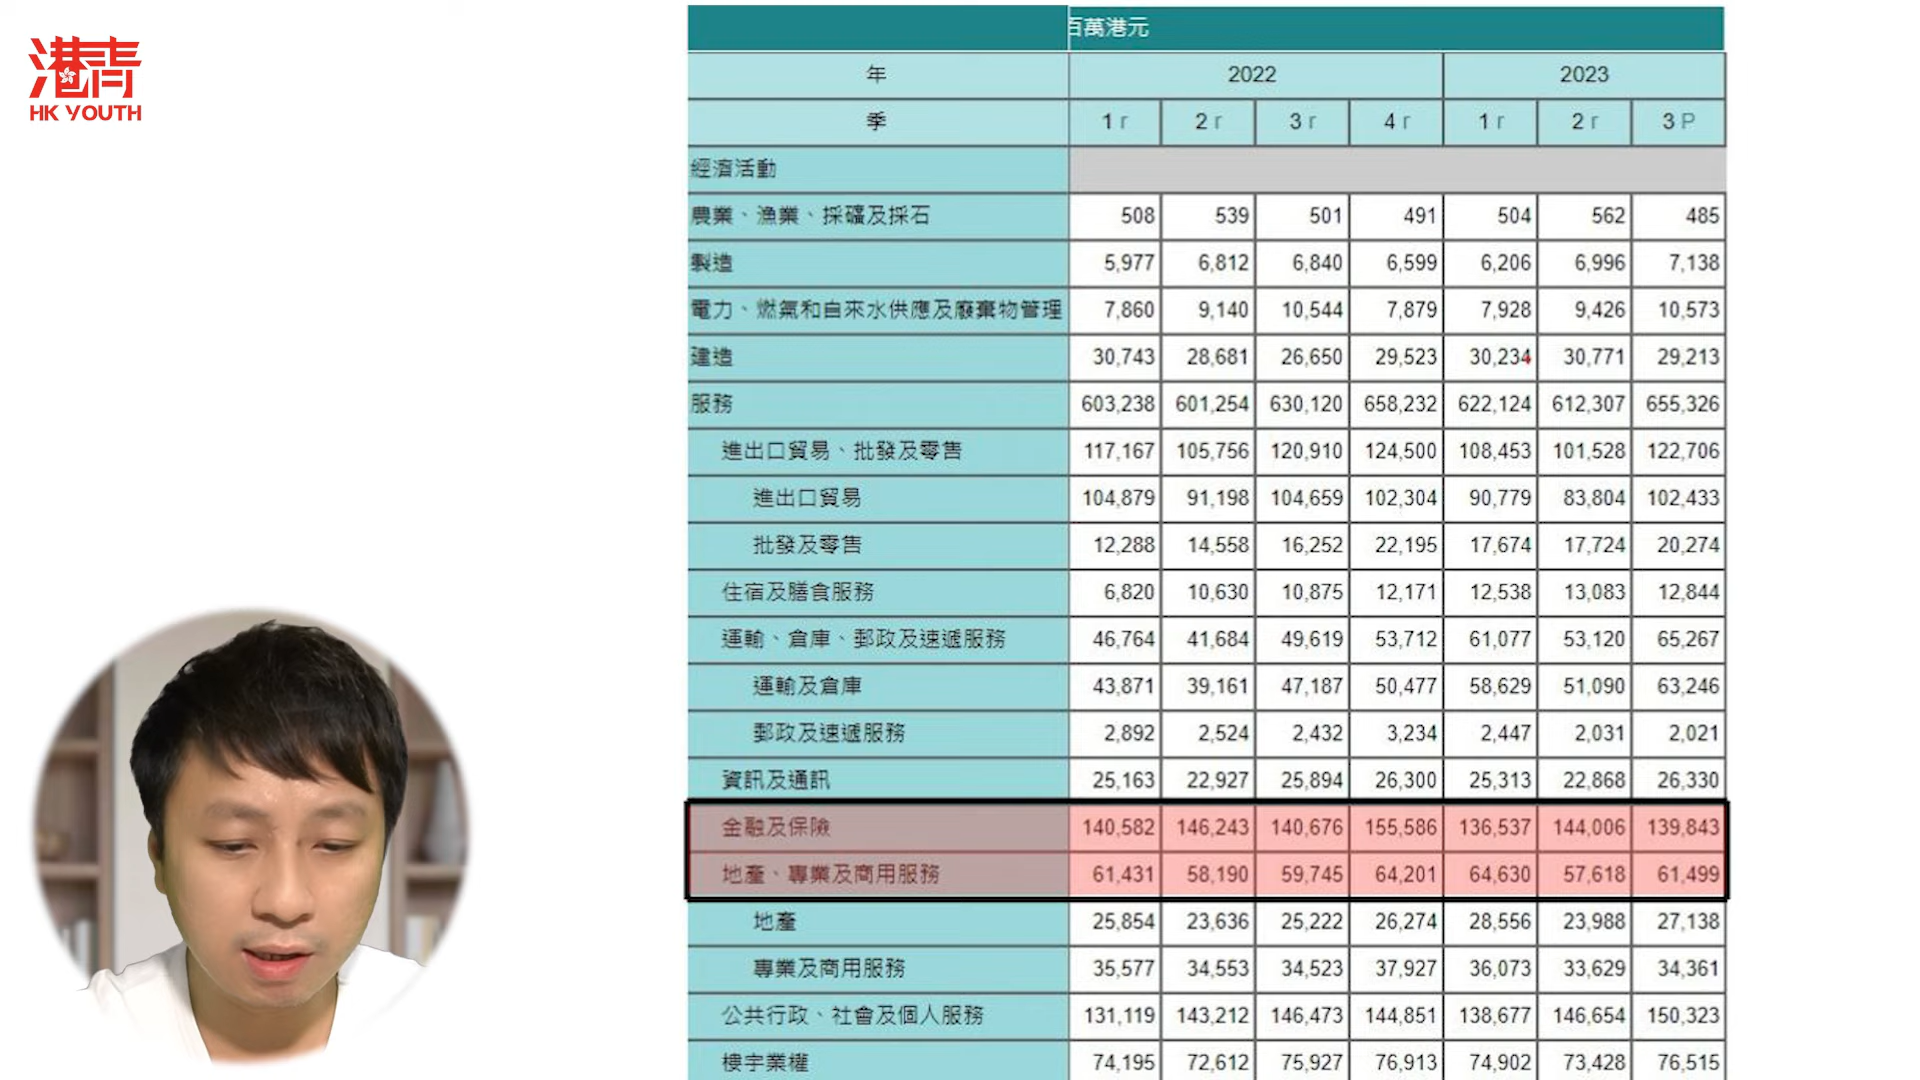 港青
HK YOUTH
百萬港元
年 2022 2023
季 1 r 2 r 3 r 4 r 1 r 2 r 3 P
經濟活動
農業、漁業、採礦及採石 508 539 501 491 504 562 485
製造 5,977 6,812 6,840 6,599 6,206 6,996 7,138
電力、燃氣和自來水供應及廢棄物管理 7,860 9,140 10,544 7,879 7,928 9,426 10,573
建造 30,743 28,681 26,650 29,523 30,234 30,771 29,213
服務 603,238 601,254 630,120 658,232 622,124 612,307 655,326
進出口貿易、批發及零售 117,167 105,756 120,910 124,500 108,453 101,528 122,706
進出口貿易 104,879 91,198 104,659 102,304 90,779 83,804 102,433
批發及零售 12,288 14,558 16,252 22,195 17,674 17,724 20,274
住宿及膳食服務 6,820 10,630 10,875 12,171 12,538 13,083 12,844
運輸、倉庫、郵政及速遞服務 46,764 41,684 49,619 53,712 61,077 53,120 65,267
運輸及倉庫 43,871 39,161 47,187 50,477 58,629 51,090 63,246
郵政及速遞服務 2,892 2,524 2,432 3,234 2,447 2,031 2,021
資訊及通訊 25,163 22,927 25,894 26,300 25,313 22,868 26,330
金融及保險 140,582 146,243 140,676 155,586 136,537 144,006 139,843
地產、專業及商用服務 61,431 58,190 59,745 64,201 64,630 57,618 61,499
地產 25,854 23,636 25,222 26,274 28,556 23,988 27,138
專業及商用服務 35,577 34,553 34,523 37,927 36,073 33,629 34,361
公共行政、社會及個人服務 131,119 143,212 146,473 144,851 138,677 146,654 150,323
樓宇業權 74,195 72,612 75,927 76,913 74,902 73,428 76,515